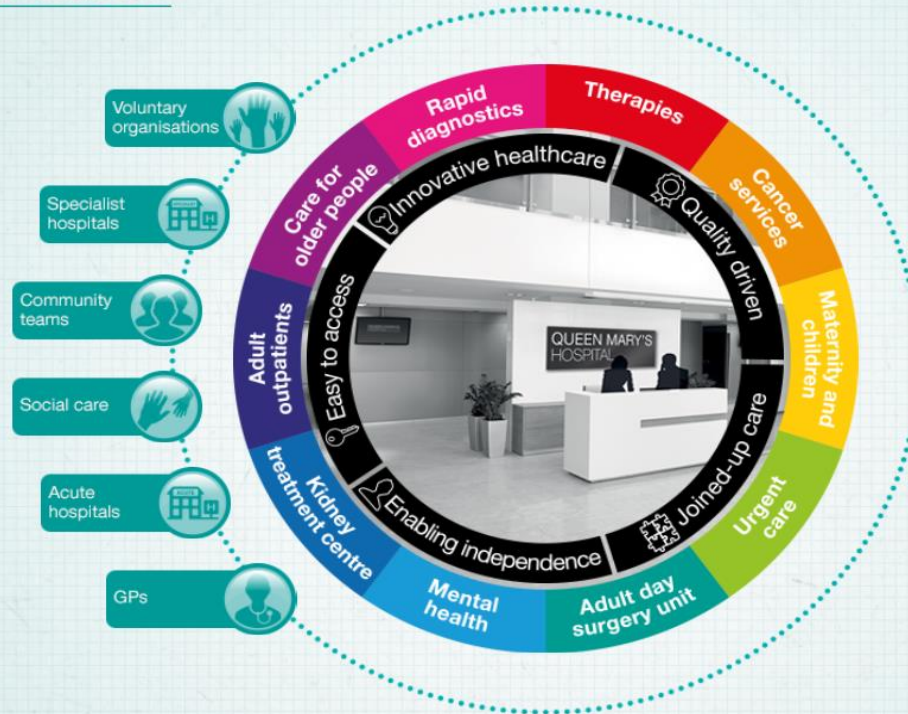 Voluntary
organisations
Specialist
hospitals
Community
teams
Social care
Acute
hospitals
GPs
Rapid
diagnostics
Therapies
Cancer
services
Maternity and
children
Urgent
care
Adult day
surgery unit
Mental
health
Kidney
treatment centre
Adult
outpatients
Care for
older people
Innovative healthcare
Quality driven
Joined-up care
Enabling independence
Easy to access
QUEEN MARY'S
HOSPITAL
ACUTE
H
H